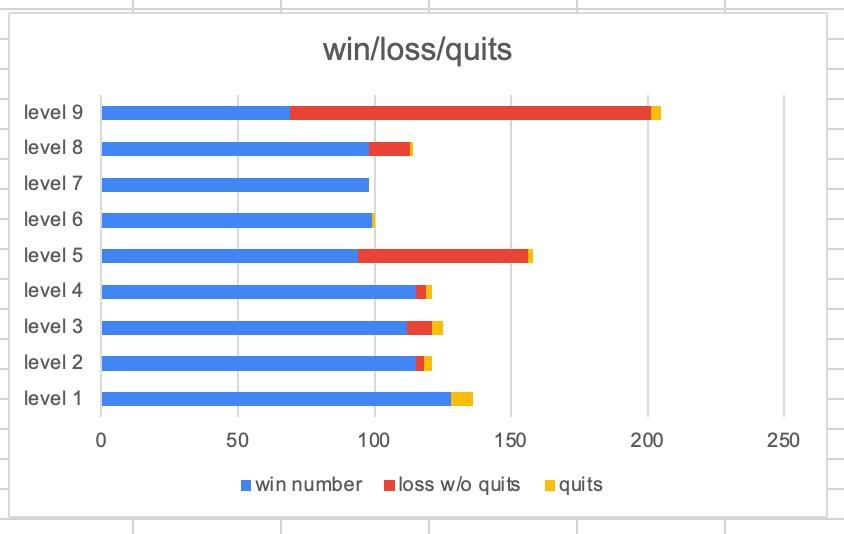 win/loss/quits
level 9
level 8
level 7
level 6
level 5
level 4
level 3
level 2
level 1
0 50 100 150 200 250
win number loss w/o quits quits